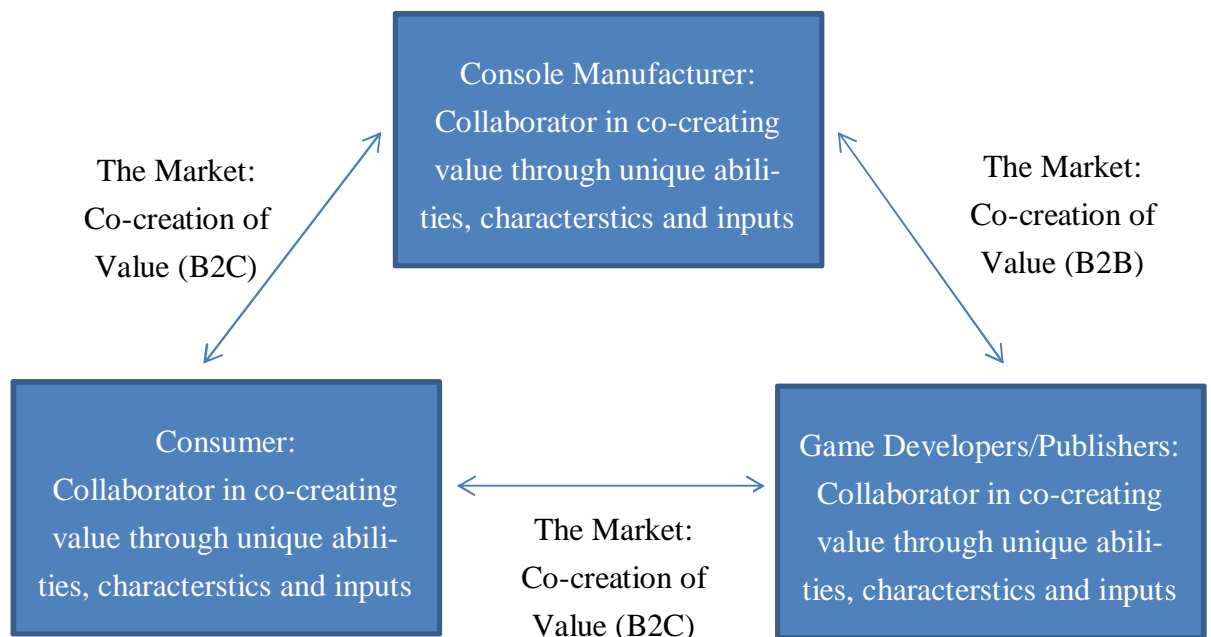 Console Manufacturer:
Collaborator in co-creating
value through unique abili-
ties, characterstics and inputs
The Market:
Co-creation of
Value (B2C)
The Market:
Co-creation of
Value (B2B)
Consumer:
Collaborator in co-creating
value through unique abili-
ties, characterstics and inputs
The Market:
Co-creation of
Value (B2C)
Game Developers/Publishers:
Collaborator in co-creating
value through unique abili-
ties, characterstics and inputs